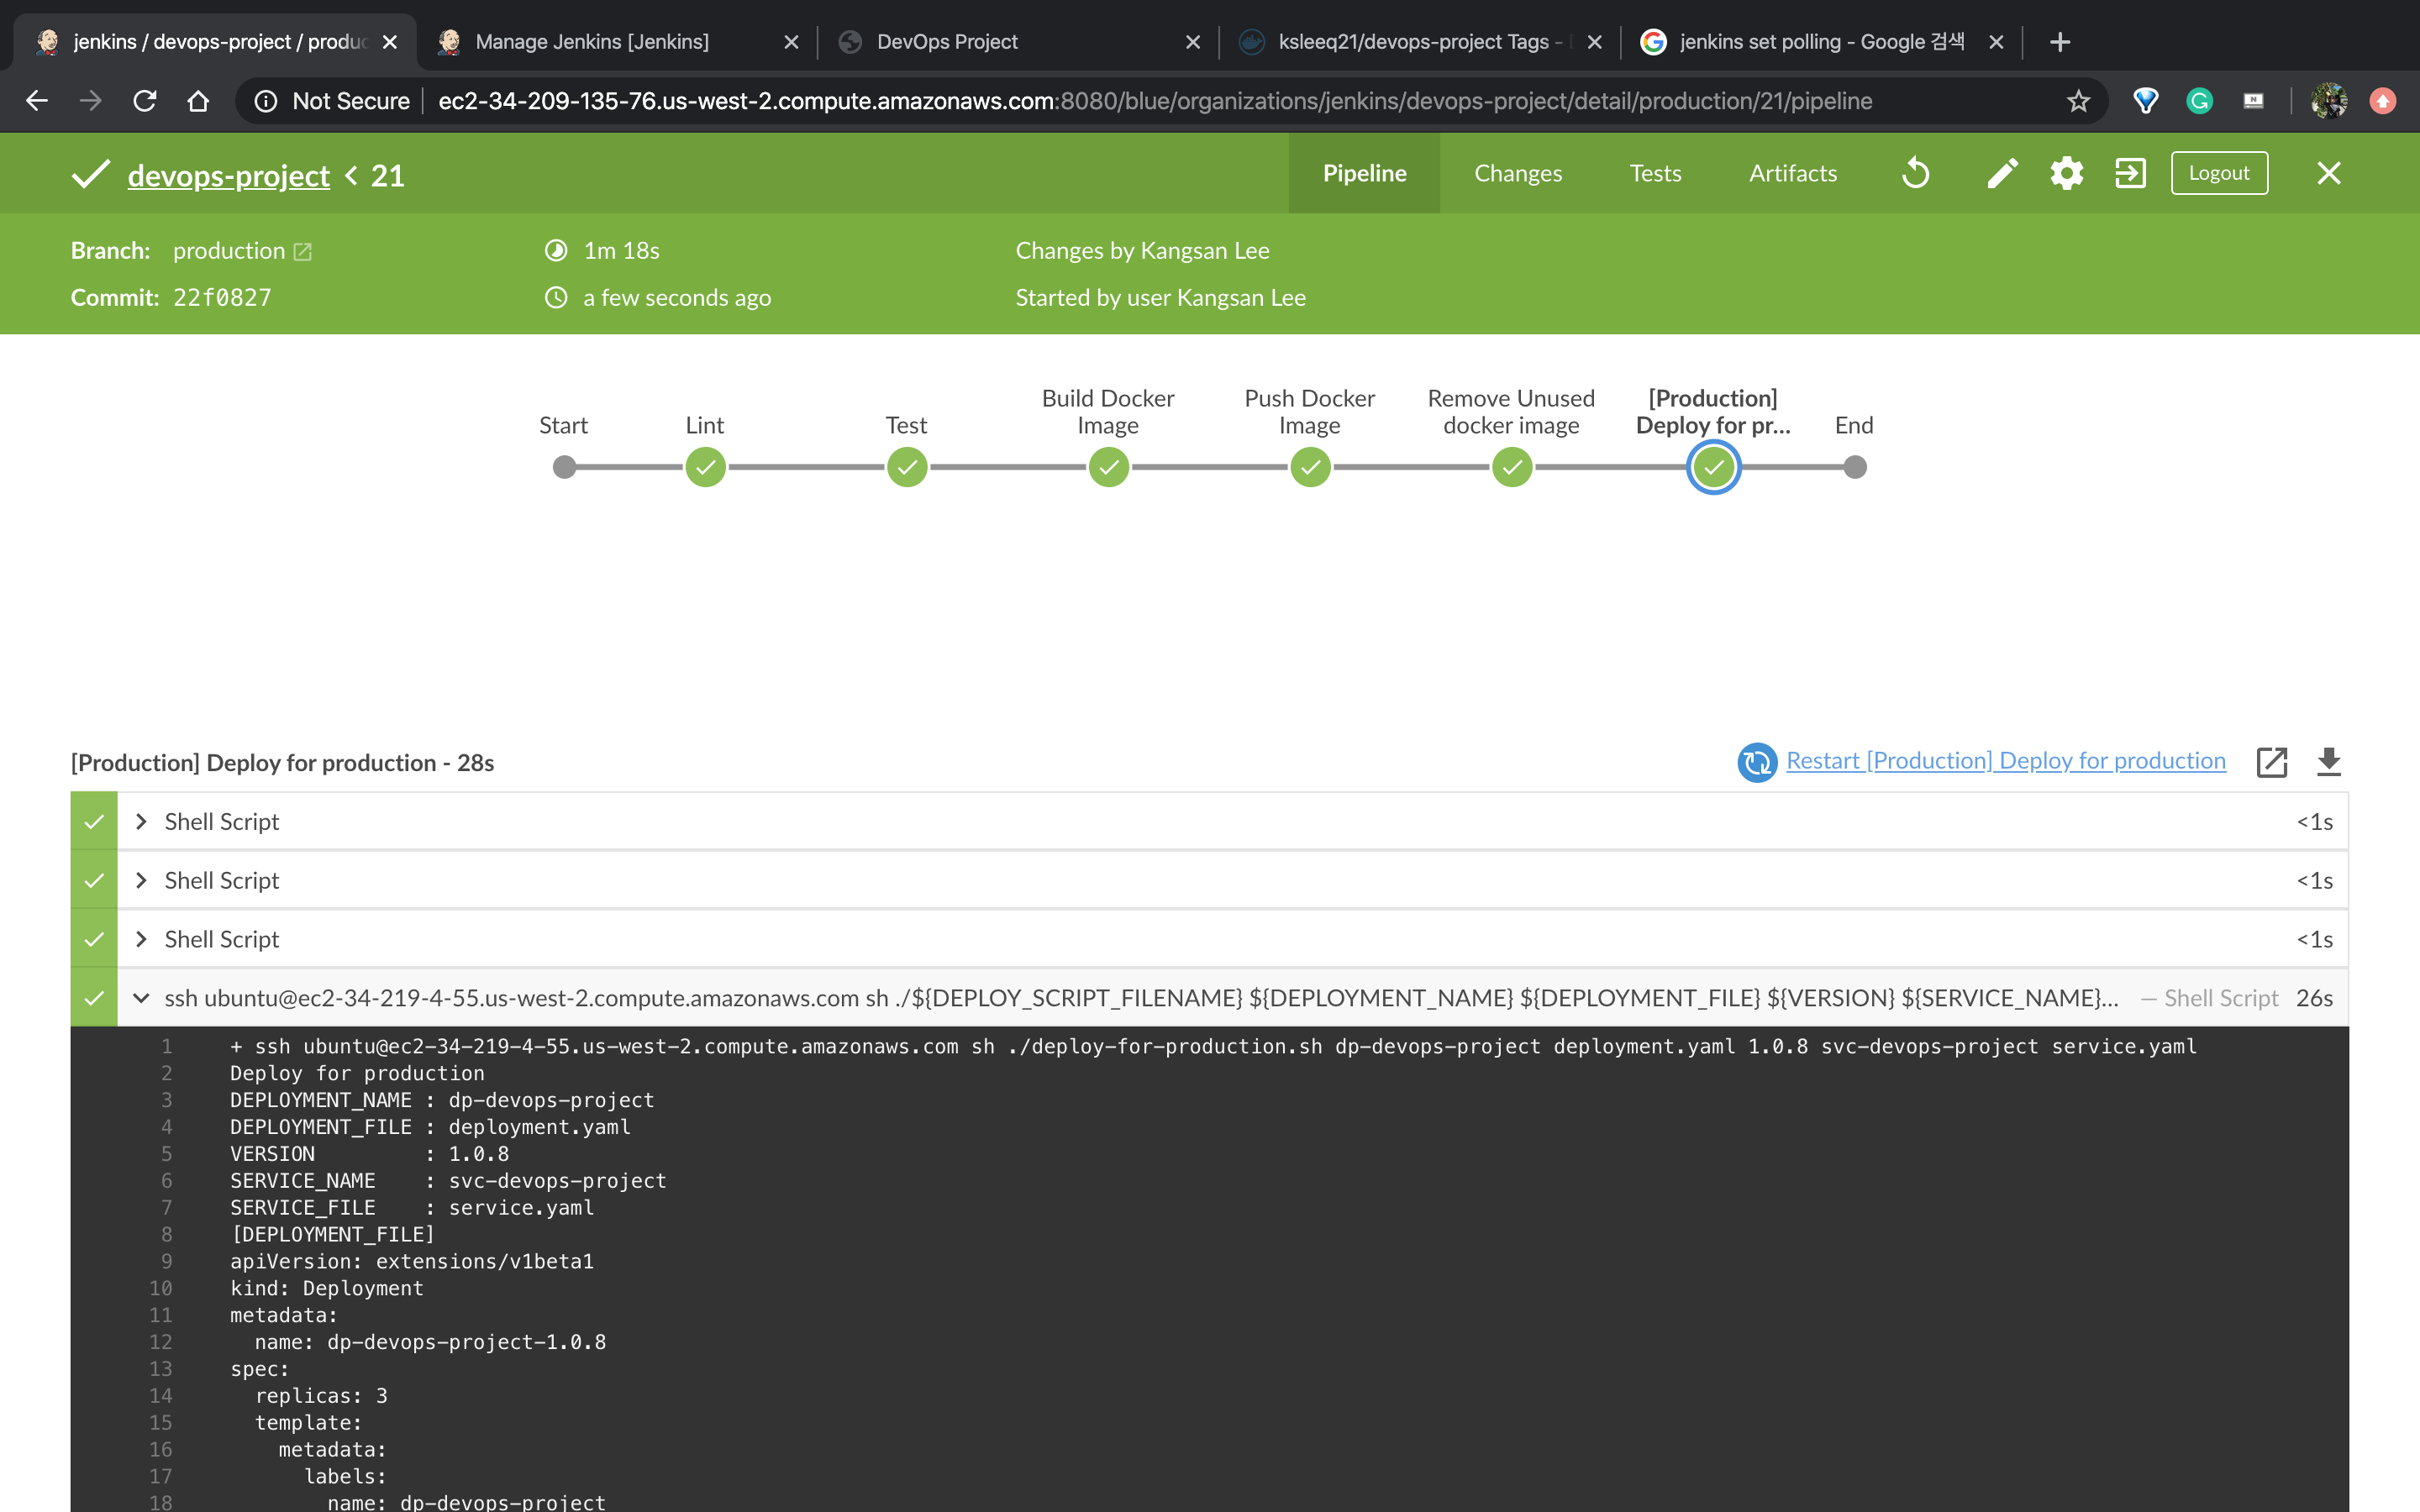 jenkins / devops-project / produc
Manage Jenkins [Jenkins]
DevOps Project
ksleeq21/devops-project Tags -
jenkins set polling - Google 검색
Not Secure
ec2-34-209-135-76.us-west-2.compute.amazonaws.com:8080/blue/organizations/jenkins/devops-project/detail/production/21/pipeline
devops-project < 21
Pipeline
Changes
Tests
Artifacts
Logout
Branch: production
1m 18s
Changes by Kangsan Lee
Commit: 22f0827
a few seconds ago
Started by user Kangsan Lee
Start
Lint
Test
Build Docker
Image
Push Docker
Image
Remove Unused
docker image
[Production]
Deploy for pr...
End
[Production] Deploy for production - 28s
Restart [Production] Deploy for production
Shell Script <1s
Shell Script <1s
Shell Script <1s
ssh ubuntu@ec2-34-219-4-55.us-west-2.compute.amazonaws.com sh ./${DEPLOY_SCRIPT_FILENAME} ${DEPLOYMENT_NAME} ${DEPLOYMENT_FILE} ${VERSION} ${SERVICE_NAME}... — Shell Script 26s
1 + ssh ubuntu@ec2-34-219-4-55.us-west-2.compute.amazonaws.com sh ./deploy-for-production.sh dp-devops-project deployment.yaml 1.0.8 svc-devops-project service.yaml
2 Deploy for production
3 DEPLOYMENT_NAME : dp-devops-project
4 DEPLOYMENT_FILE : deployment.yaml
5 VERSION : 1.0.8
6 SERVICE_NAME : svc-devops-project
7 SERVICE_FILE : service.yaml
8 [DEPLOYMENT_FILE]
9 apiVersion: extensions/v1beta1
10 kind: Deployment
11 metadata:
12 name: dp-devops-project-1.0.8
13 spec:
14 replicas: 3
15 template:
16 metadata:
17 labels:
18 name: dp-devops-project